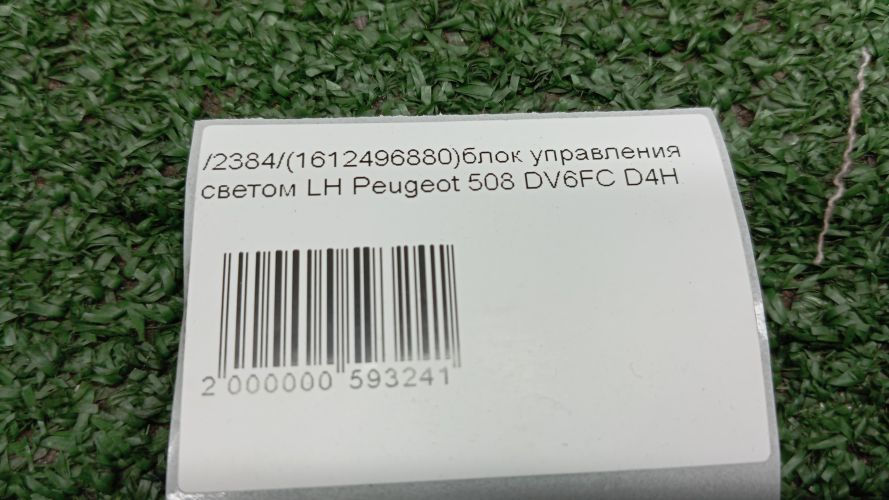 /2384/(1612496880)блок управления
светом LH Peugeot 508 DV6FC D4H
2 000000 593241